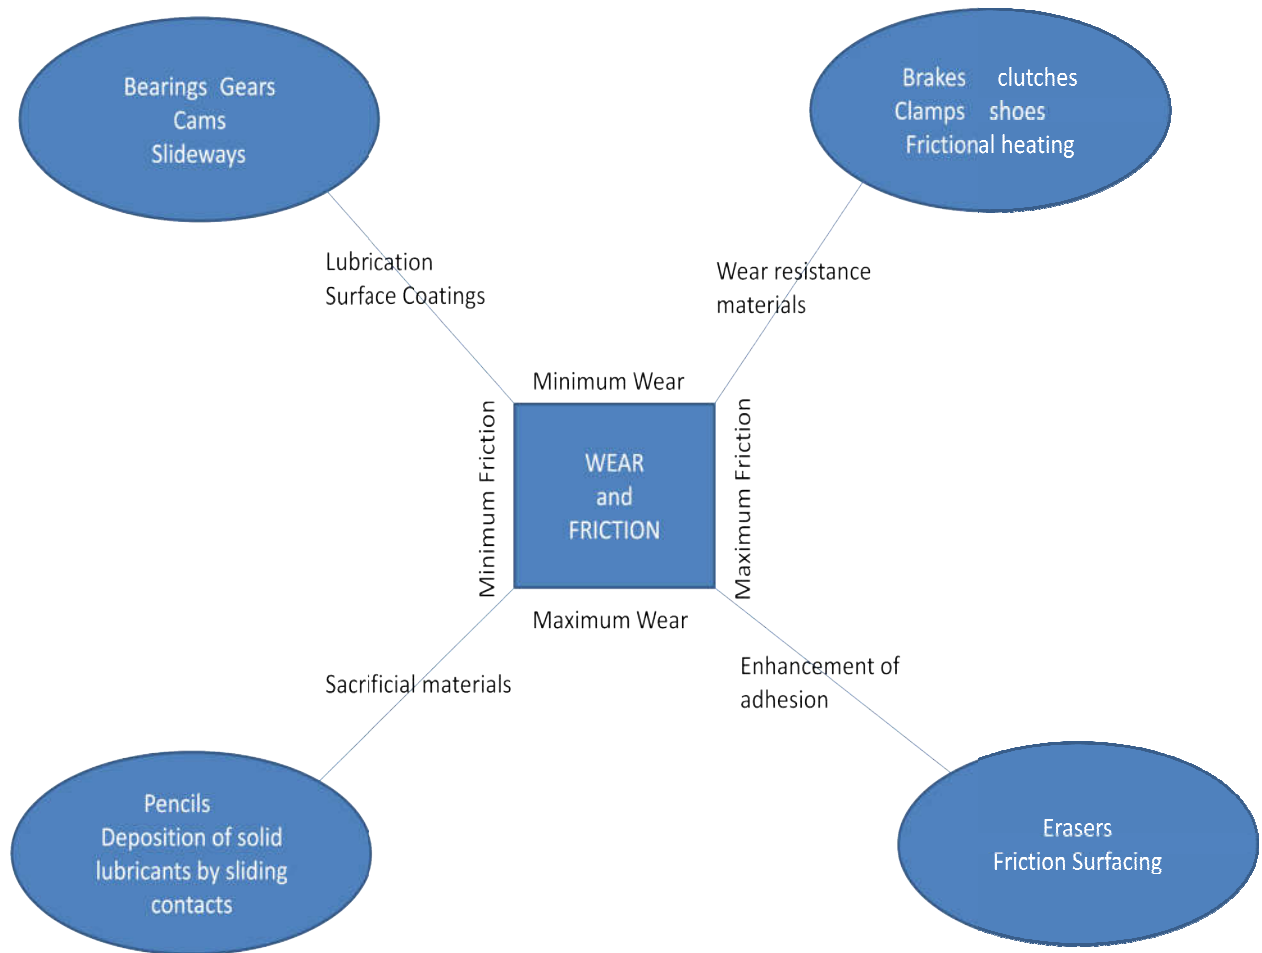 Bearings Gears
Cams
Slideways
Brakes clutches
Clamps shoes
Frictional heating
Lubrication
Surface Coatings
Wear resistance
materials
Minimum Wear
Minimum Friction
WEAR
and
FRICTION
Maximum Friction
Maximum Wear
Sacrificial materials
Enhancement of
adhesion
Pencils
Deposition of solid
lubricants by sliding
contacts
Erasers
Friction Surfacing